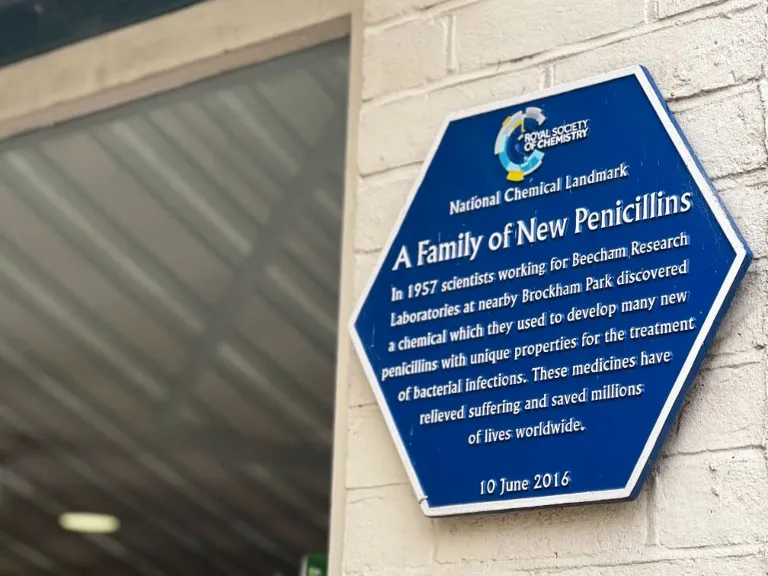 ROYAL SOCIETY
OF CHEMISTRY
National Chemical Landmark
A Family of New Penicillins
In 1957 scientists working for Beecham Research
Laboratories at nearby Brockham Park discovered
a chemical which they used to develop many new
penicillins with unique properties for the treatment
of bacterial infections. These medicines have
relieved suffering and saved millions
of lives worldwide.
10 June 2016